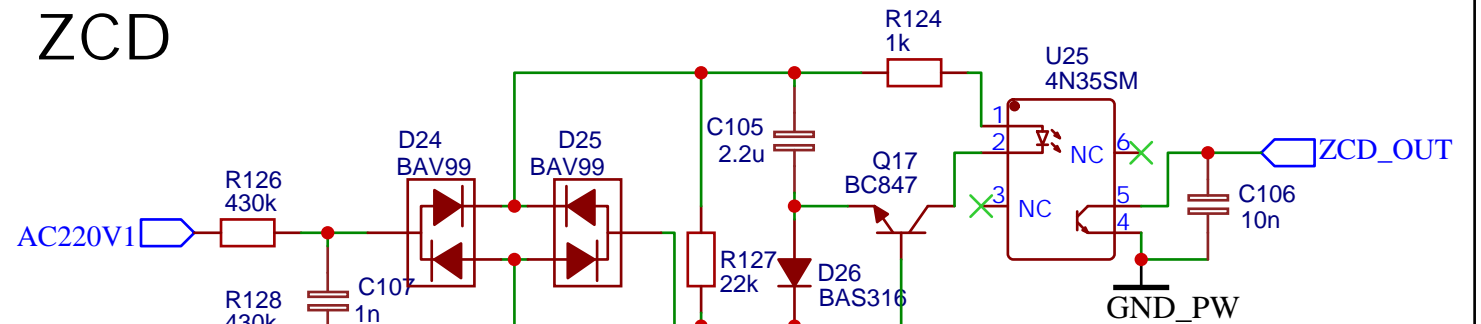 ZCD
R124
1k
U25
4N35SM
1
2
3
NC
NC
6
5
4
ZCD_OUT
C106
10n
GND_PW
C105
2.2u
Q17
BC847
D24
BAV99
D25
BAV99
R126
430k
AC220V1
R127
22k
D26
BAS316
C107
1n
R128
430k